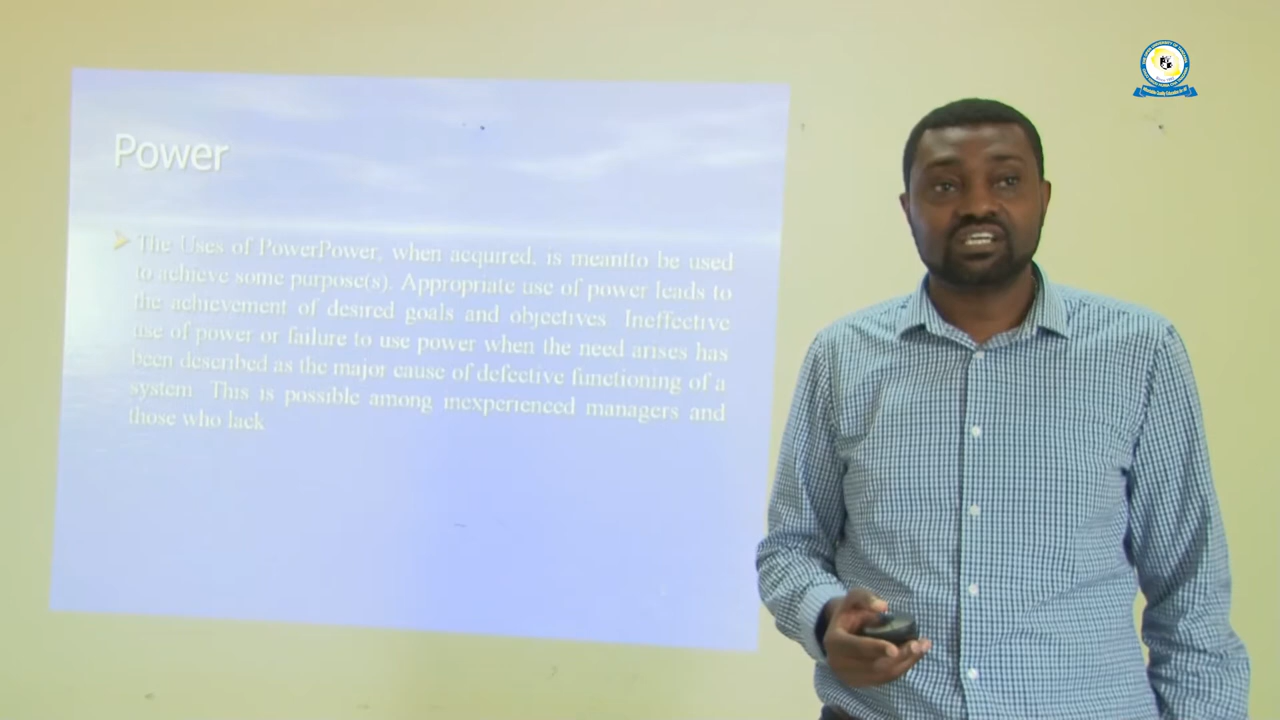 Power
The Uses of PowerPower, when acquired, is meantto be used
to achieve some purpose(s). Appropriate use of power leads to
the achievement of desired goals and objectives. Ineffective
use of power or failure to use power when the need arises has
been described as the major cause of defective functioning of a
system. This is possible among inexperienced managers and
those who lack